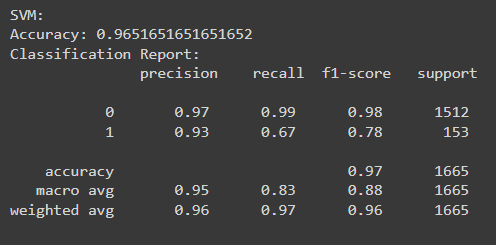 SVM:
Accuracy: 0.9651651651651652
Classification Report:
precision recall f1-score support
0 0.97 0.99 0.98 1512
1 0.93 0.67 0.78 153
accuracy 0.97 1665
macro avg 0.95 0.83 0.88 1665
weighted avg 0.96 0.97 0.96 1665